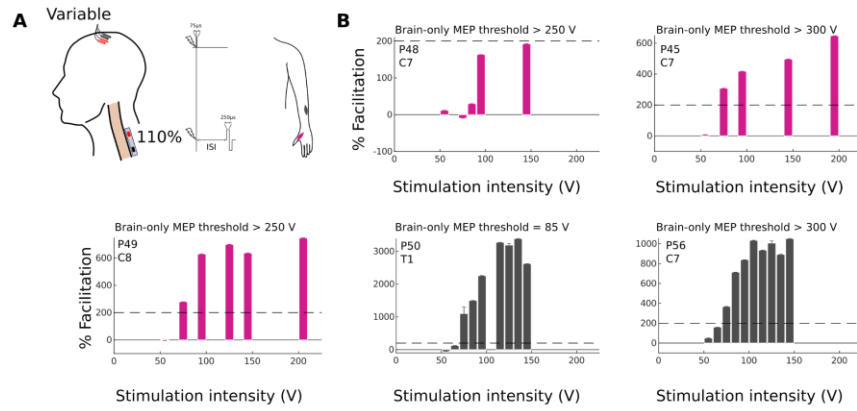 A
Variable
75µs
110%
250µs
ISI
B
Brain-only MEP threshold > 250 V
P48
C7
% Facilitation
200
100
0
-100
0 50 100 150 200
Stimulation intensity (V)
Brain-only MEP threshold > 300 V
P45
C7
600
400
200
0
0 50 100 150 200
Stimulation intensity (V)
Brain-only MEP threshold > 250 V
P49
C8
% Facilitation
600
400
200
0
0 50 100 150 200
Stimulation intensity (V)
Brain-only MEP threshold = 85 V
P50
T1
% Facilitation
3000
2000
1000
0
0 50 100 150 200
Stimulation intensity (V)
Brain-only MEP threshold > 300 V
P56
C7
1000
800
600
400
200
0
0 50 100 150 200
Stimulation intensity (V)